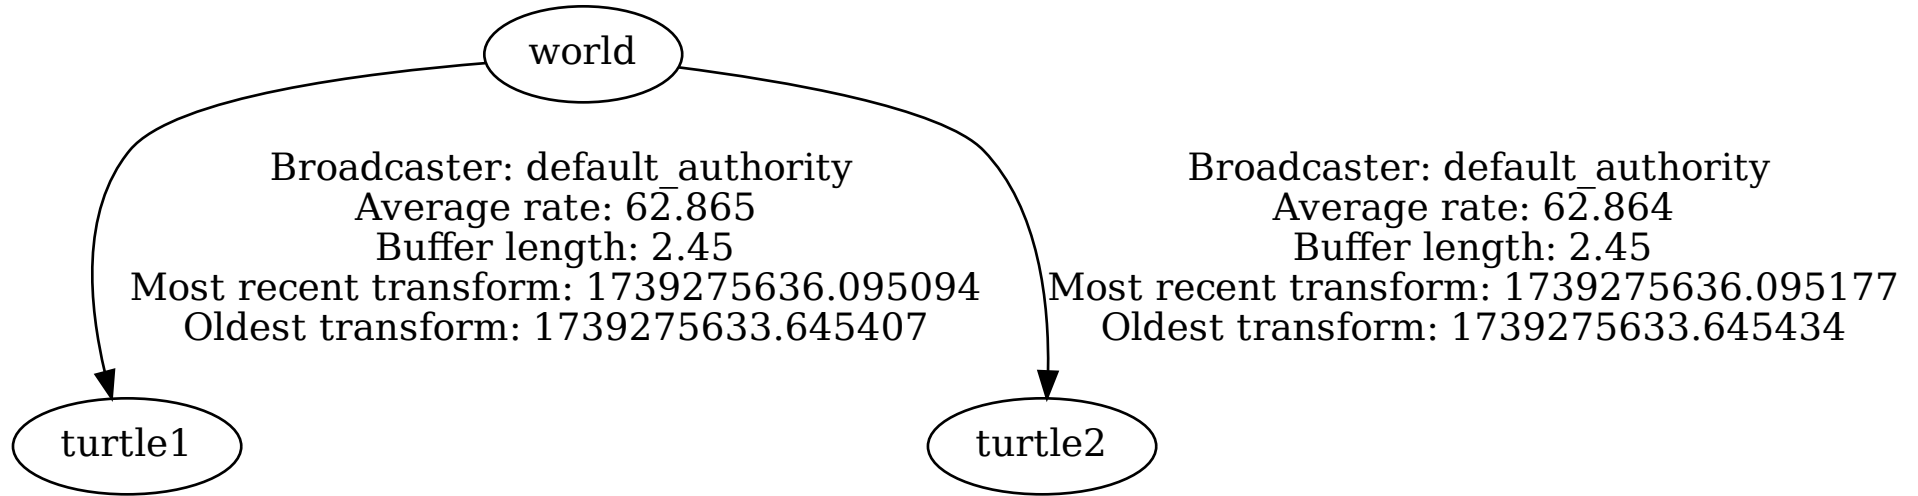 world
Broadcaster: default_authority
Average rate: 62.865
Buffer length: 2.45
Most recent transform: 1739275636.095094
Oldest transform: 1739275633.645407
Broadcaster: default_authority
Average rate: 62.864
Buffer length: 2.45
Most recent transform: 1739275636.095177
Oldest transform: 1739275633.645434
turtle1
turtle2